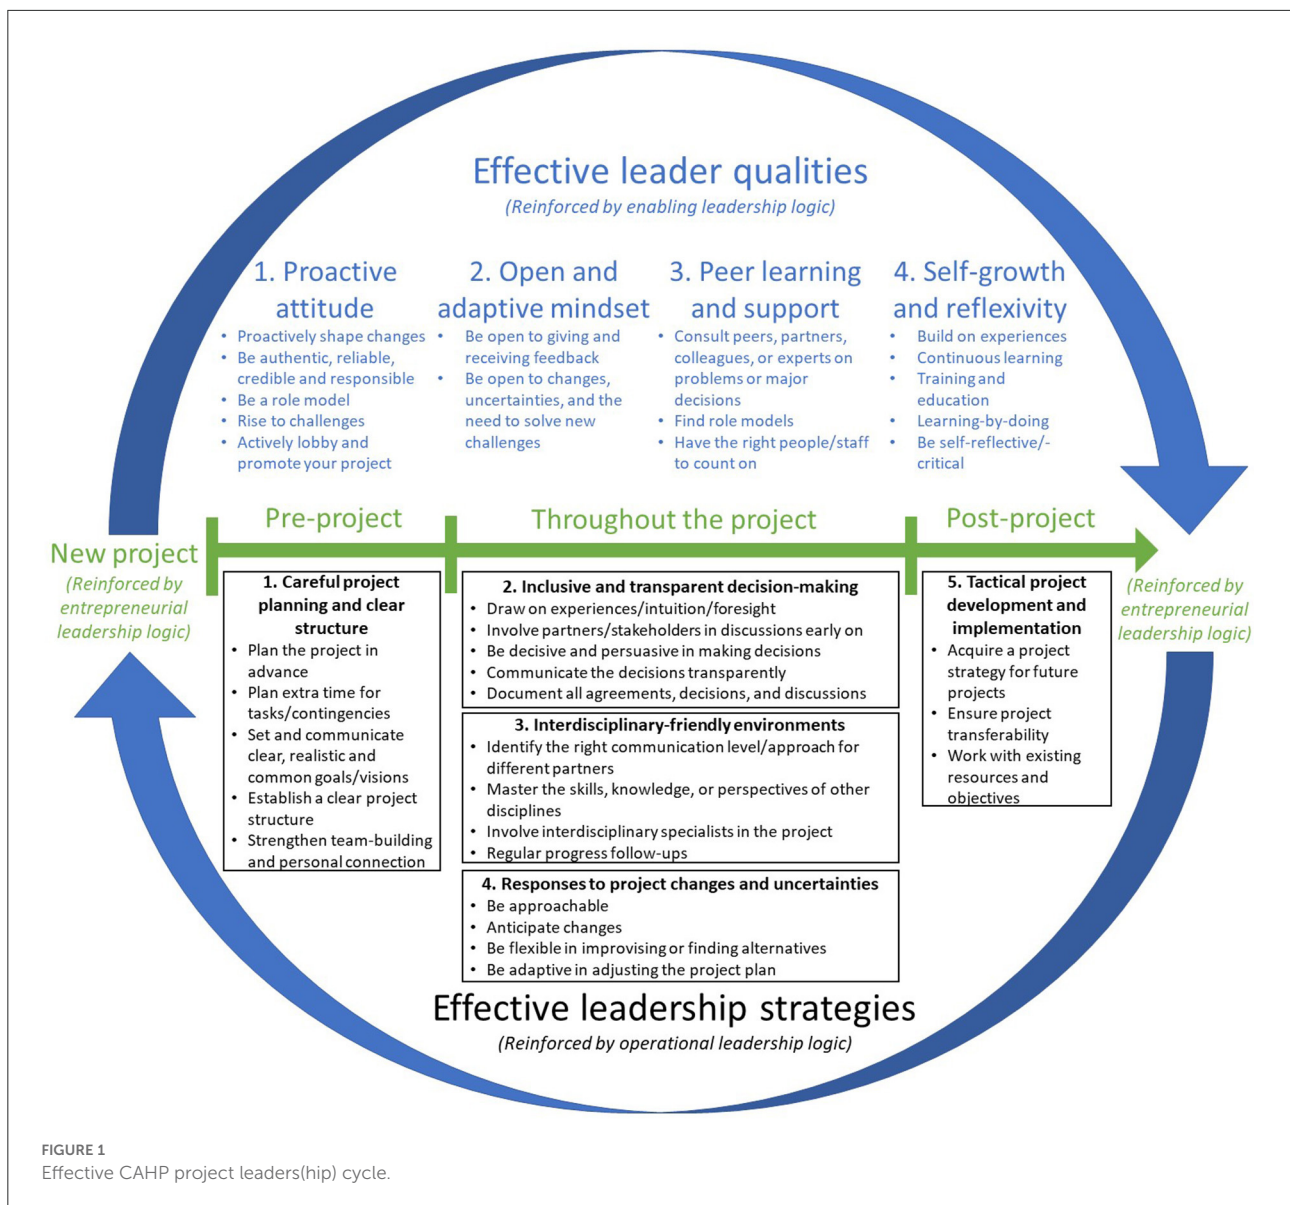 Effective leader qualities
(Reinforced by enabling leadership logic)
1. Proactive
attitude
• Proactively shape changes
• Be authentic, reliable,
credible and responsible
• Be a role model
• Rise to challenges
• Actively lobby and
promote your project
2. Open and
adaptive mindset
• Be open to giving and
receiving feedback
• Be open to changes,
uncertainties, and the
need to solve new
challenges
3. Peer learning
and support
• Consult peers, partners,
colleagues, or experts on
problems or major
decisions
• Find role models
• Have the right people/staff
to count on
4. Self-growth
and reflexivity
• Build on experiences
• Continuous learning
• Training and
education
• Learning-by-doing
• Be self-reflective/-
critical
New project
(Reinforced by
entrepreneurial
leadership logic)
Pre-project
Throughout the project
Post-project
(Reinforced by
entrepreneurial
leadership logic)
1. Careful project
planning and clear
structure
• Plan the project in
advance
• Plan extra time for
tasks/contingencies
• Set and communicate
clear, realistic and
common goals/visions
• Establish a clear project
structure
• Strengthen team-building
and personal connection
2. Inclusive and transparent decision-making
• Draw on experiences/intuition/foresight
• Involve partners/stakeholders in discussions early on
• Be decisive and persuasive in making decisions
• Communicate the decisions transparently
• Document all agreements, decisions, and discussions
3. Interdisciplinary-friendly environments
• Identify the right communication level/approach for
different partners
• Master the skills, knowledge, or perspectives of other
disciplines
• Involve interdisciplinary specialists in the project
• Regular progress follow-ups
4. Responses to project changes and uncertainties
• Be approachable
• Anticipate changes
• Be flexible in improvising or finding alternatives
• Be adaptive in adjusting the project plan
5. Tactical project
development and
implementation
• Acquire a project
strategy for future
projects
• Ensure project
transferability
• Work with existing
resources and
objectives
Effective leadership strategies
(Reinforced by operational leadership logic)
FIGURE 1
Effective CAHP project leaders(hip) cycle.